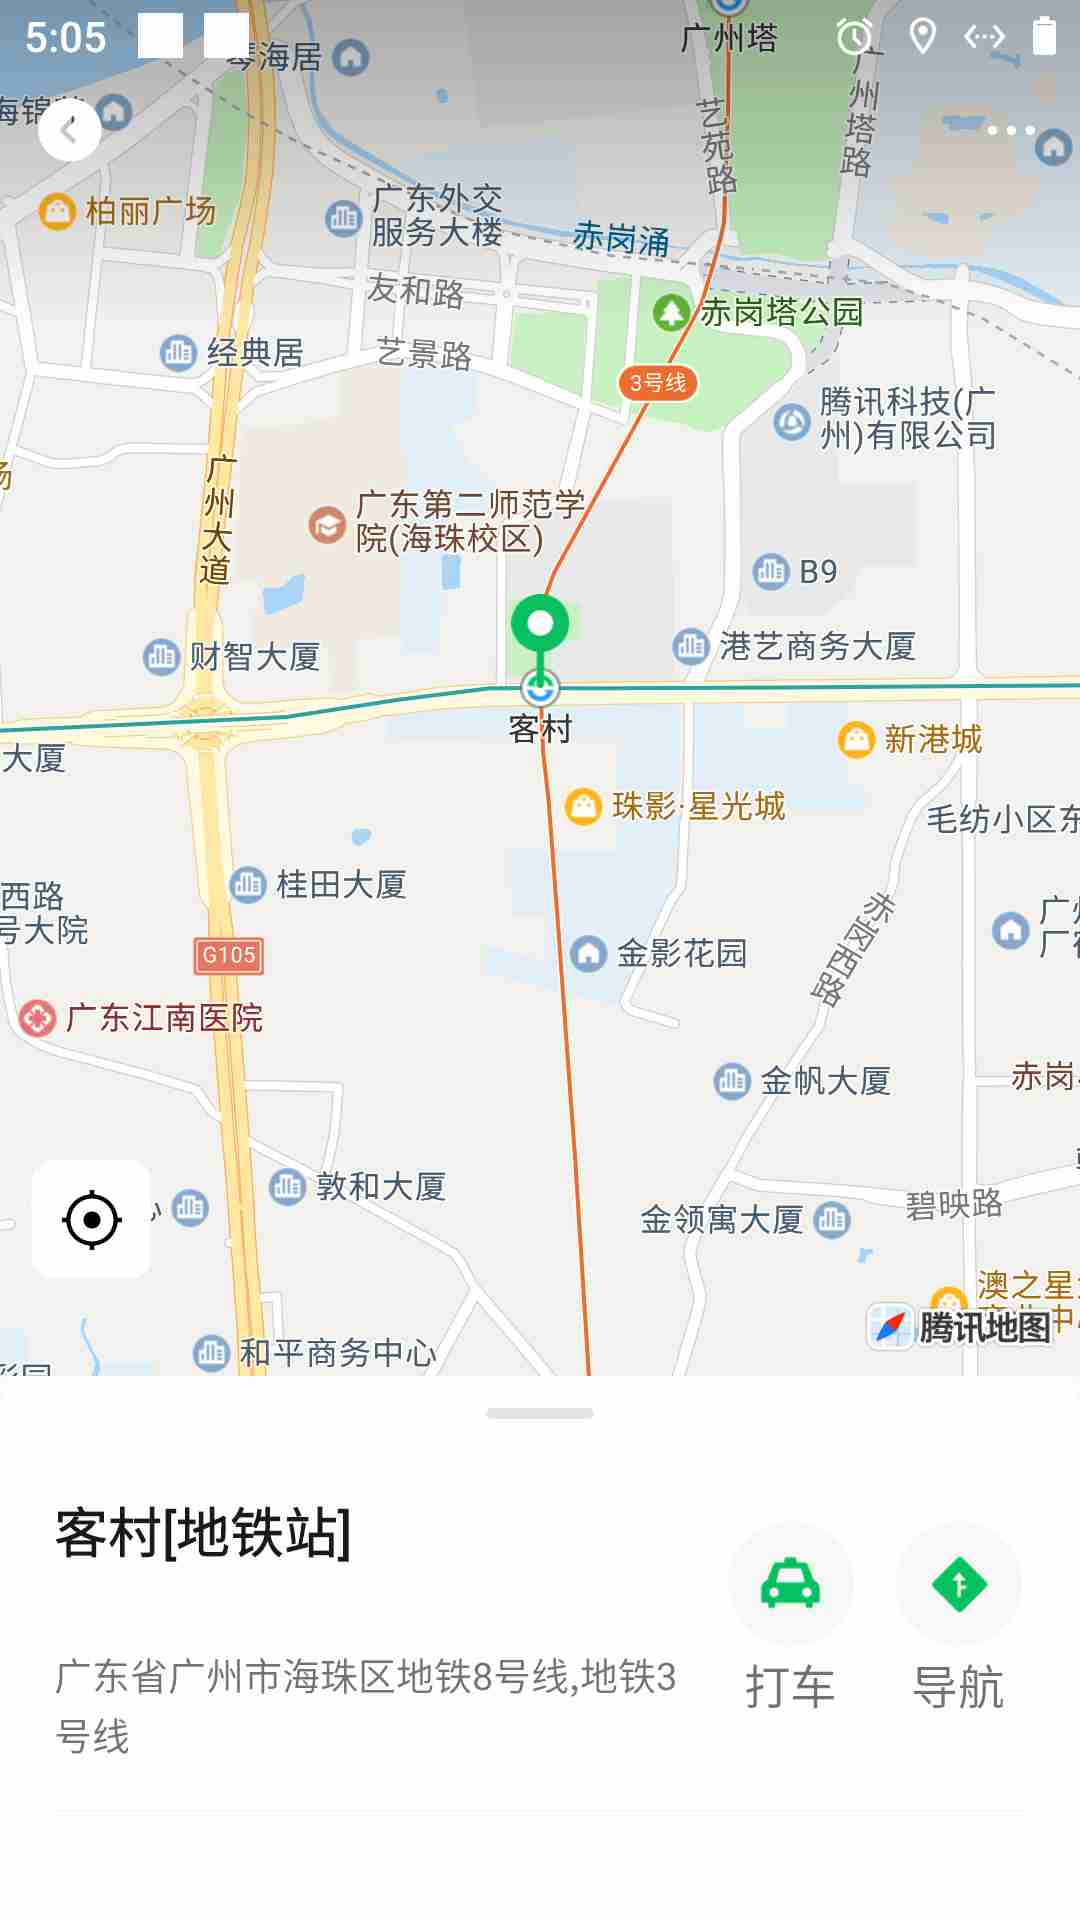 5:05
琴海居
广州塔
广州塔路
艺苑路
柏丽广场
广东外交
服务大楼
赤岗涌
友和路
赤岗塔公园
经典居
艺景路
3号线
腾讯科技(广
州)有限公司
广州大道
广东第二师范学
院(海珠校区)
B9
财智大厦
港艺商务大厦
客村
大厦
新港城
珠影·星光城
毛纺小区东
桂田大厦
西路
号大院
赤岗西路
G105
金影花园
广东江南医院
金帆大厦
赤岗
敦和大厦
碧映路
金领寓大厦
澳之星
和平商务中心
腾讯地图
客村[地铁站]
广东省广州市海珠区地铁8号线,地铁3
号线
打车
导航